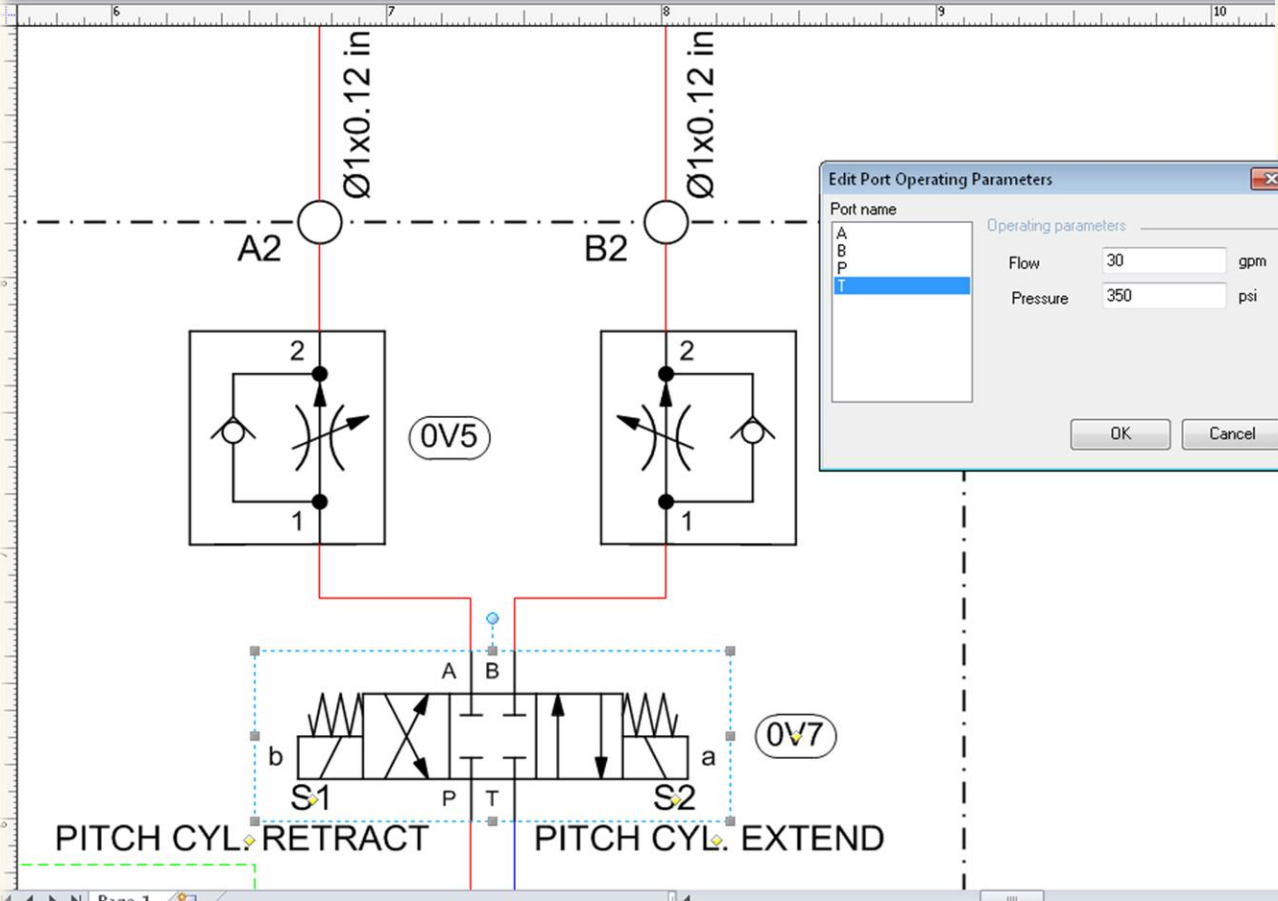 6 7 8 9 10
Ø1x0.12 in
Ø1x0.12 in
Edit Port Operating Parameters
Port name
A
B
P
T
Operating parameters
Flow 30 gpm
Pressure 350 psi
OK Cancel
A2
B2
2
1
0V5
2
1
A B
b
a
0V7
S1
P T
S2
PITCH CYL. RETRACT
PITCH CYL. EXTEND
Page 1